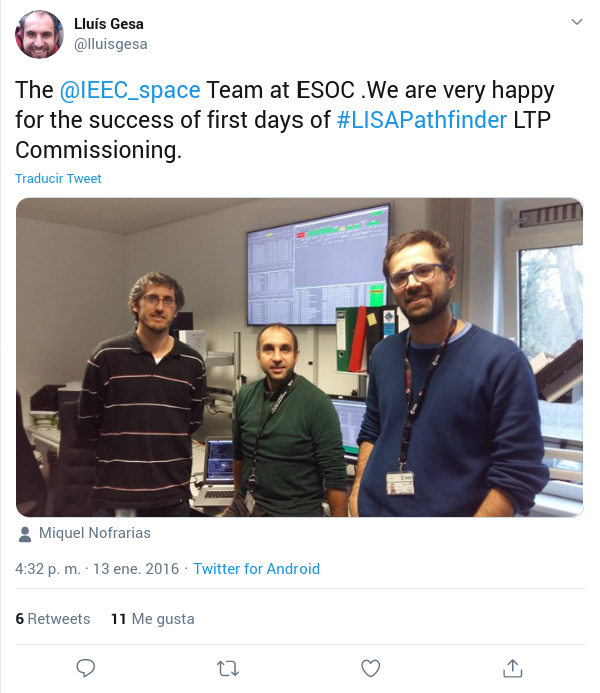 Lluís Gesa
@lluisgesa
The @IEEC_space Team at ESOC .We are very happy
for the success of first days of #LISAPathfinder LTP
Commissioning.
Traducir Tweet
Miquel Nofrarias
4:32 p. m. · 13 ene. 2016 · Twitter for Android
6 Retweets 11 Me gusta